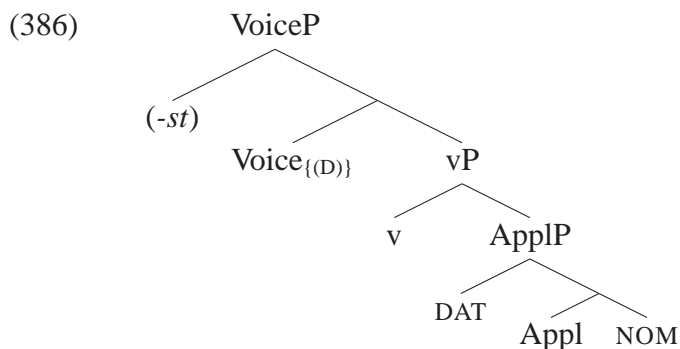 (386) VoiceP
(-st)
Voice{(D)} vP
v ApplP
DAT
Appl NOM